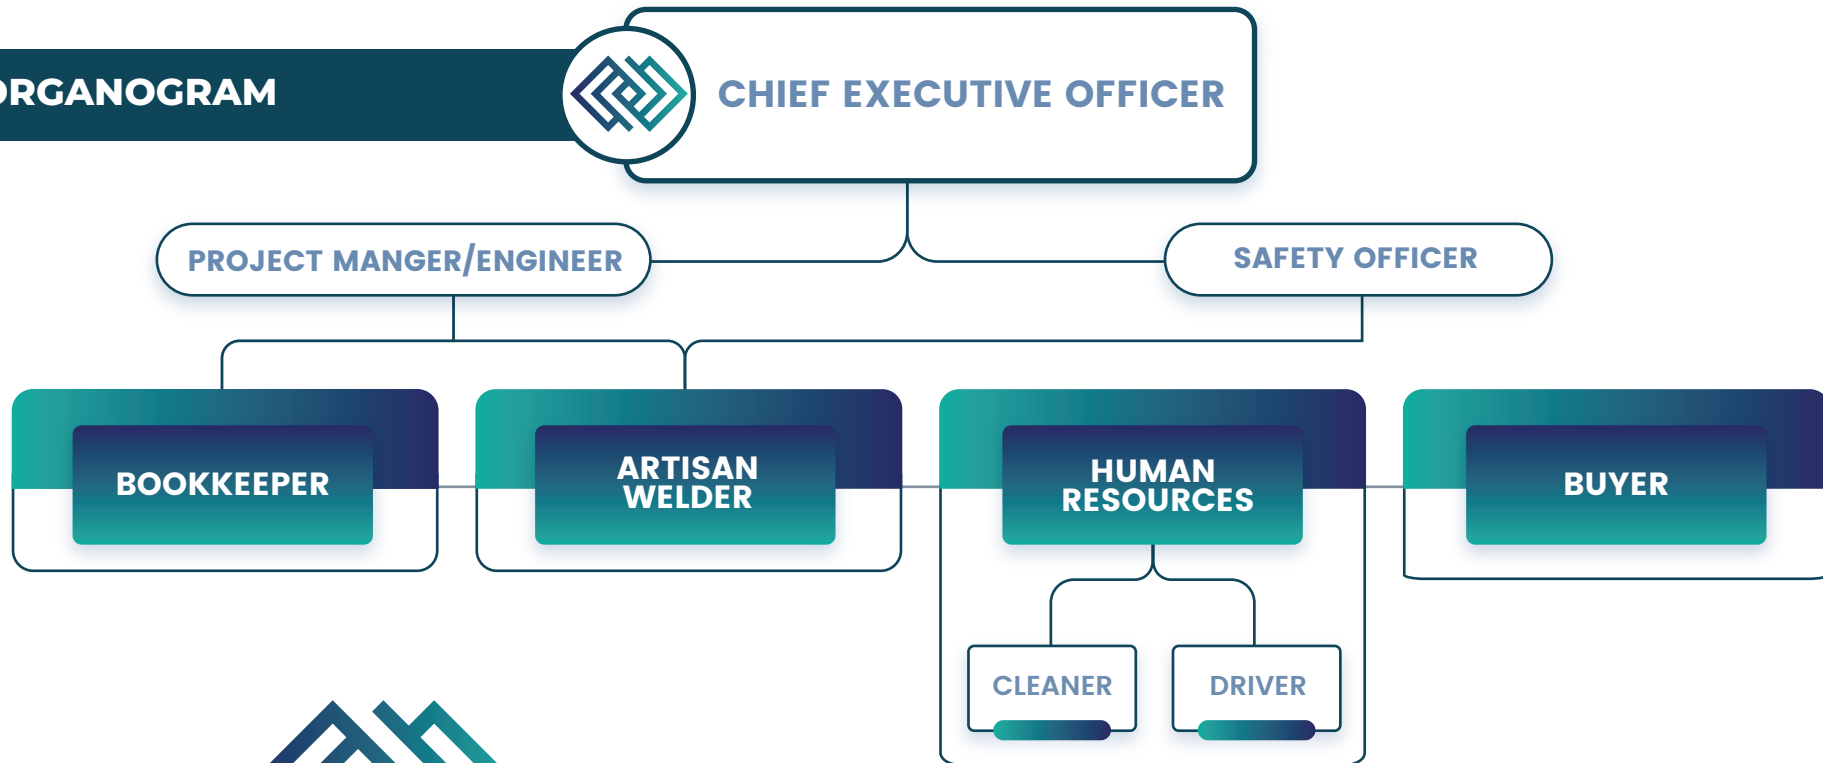 ORGANOGRAM
CHIEF EXECUTIVE OFFICER
PROJECT MANGER/ENGINEER
SAFETY OFFICER
BOOKKEEPER
ARTISAN
WELDER
HUMAN
RESOURCES
BUYER
CLEANER
DRIVER